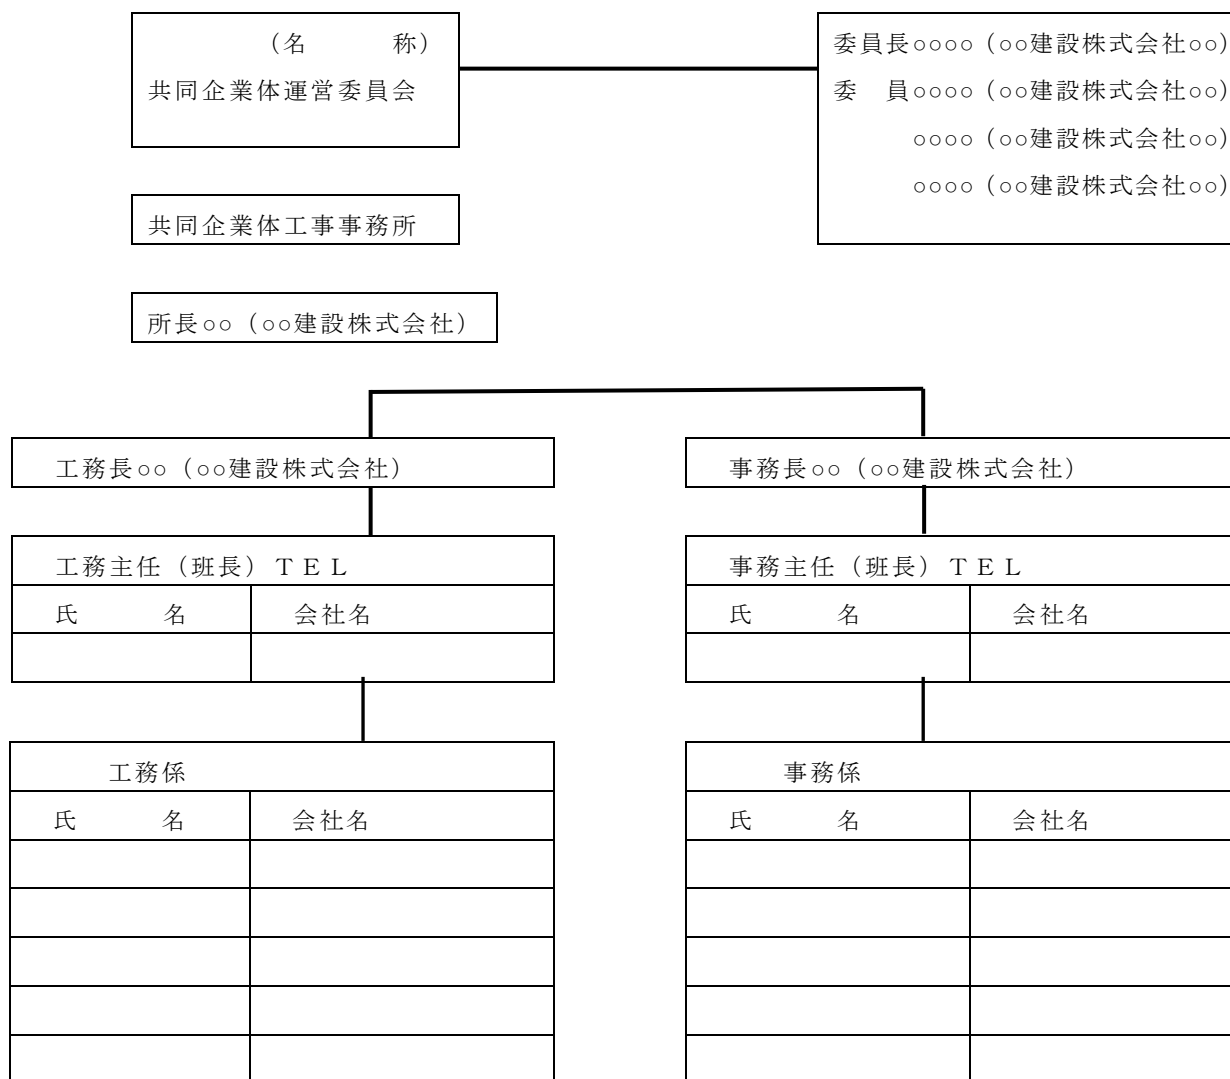 （名　　　称）
共同企業体運営委員会
委員長○○○○（○○建設株式会社○○）
委　員○○○○（○○建設株式会社○○）
○○○○（○○建設株式会社○○）
○○○○（○○建設株式会社○○）
共同企業体工事事務所
所長○○（○○建設株式会社）
工務長○○（○○建設株式会社）
事務長○○（○○建設株式会社）
工務主任（班長）ＴＥＬ
氏　　　名　会社名
事務主任（班長）ＴＥＬ
氏　　　名　会社名
工務係
氏　　　名　会社名
事務係
氏　　　名　会社名